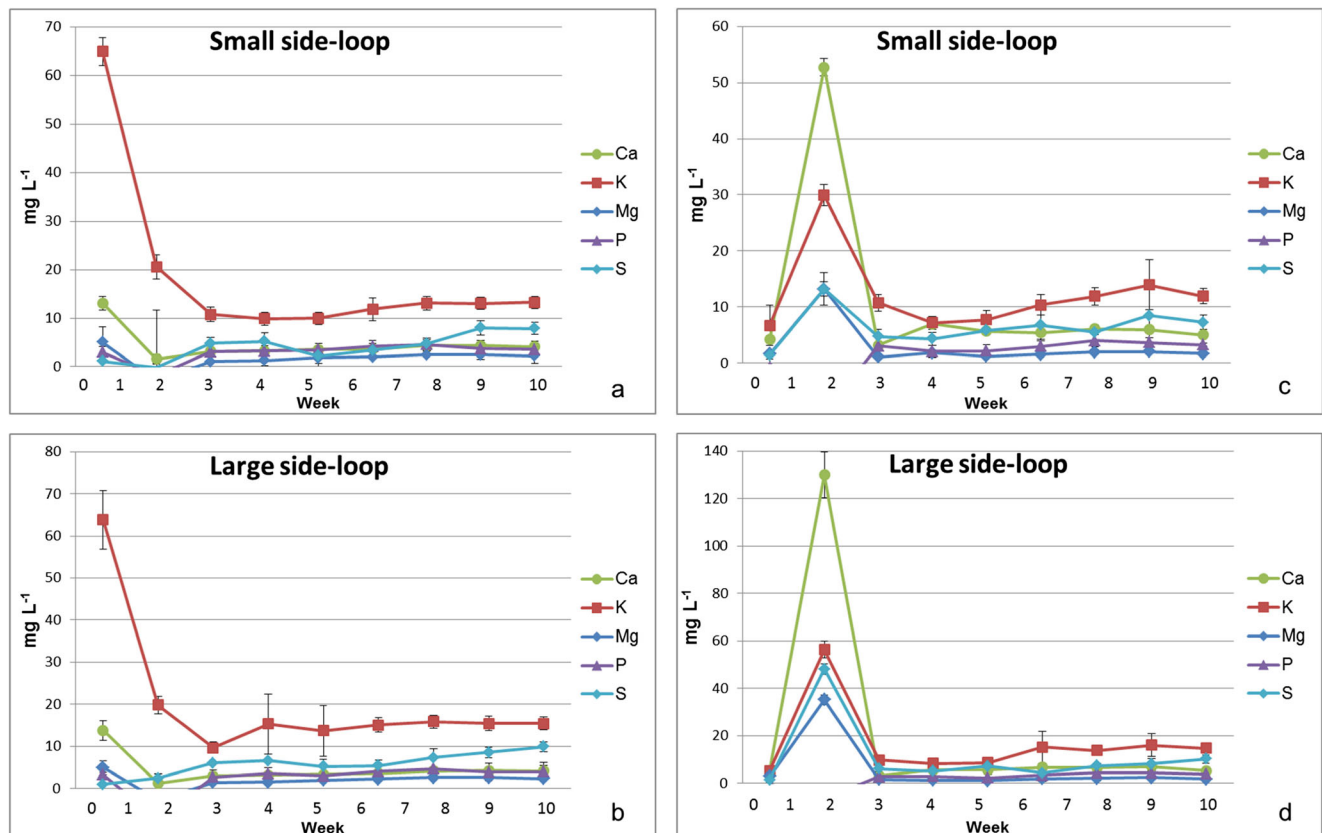 Small side-loop
70
60
50
40
30
20
10
0
mg L⁻¹
Ca
K
Mg
P
S
0 1 2 3 4 5 6 7 8 9 10
Week
a
Small side-loop
60
50
40
30
20
10
0
mg L⁻¹
Ca
K
Mg
P
S
0 1 2 3 4 5 6 7 8 9 10
Week
c
Large side-loop
80
70
60
50
40
30
20
10
0
mg L⁻¹
Ca
K
Mg
P
S
0 1 2 3 4 5 6 7 8 9 10
Week
b
Large side-loop
140
120
100
80
60
40
20
0
mg L⁻¹
Ca
K
Mg
P
S
0 1 2 3 4 5 6 7 8 9 10
Week
d